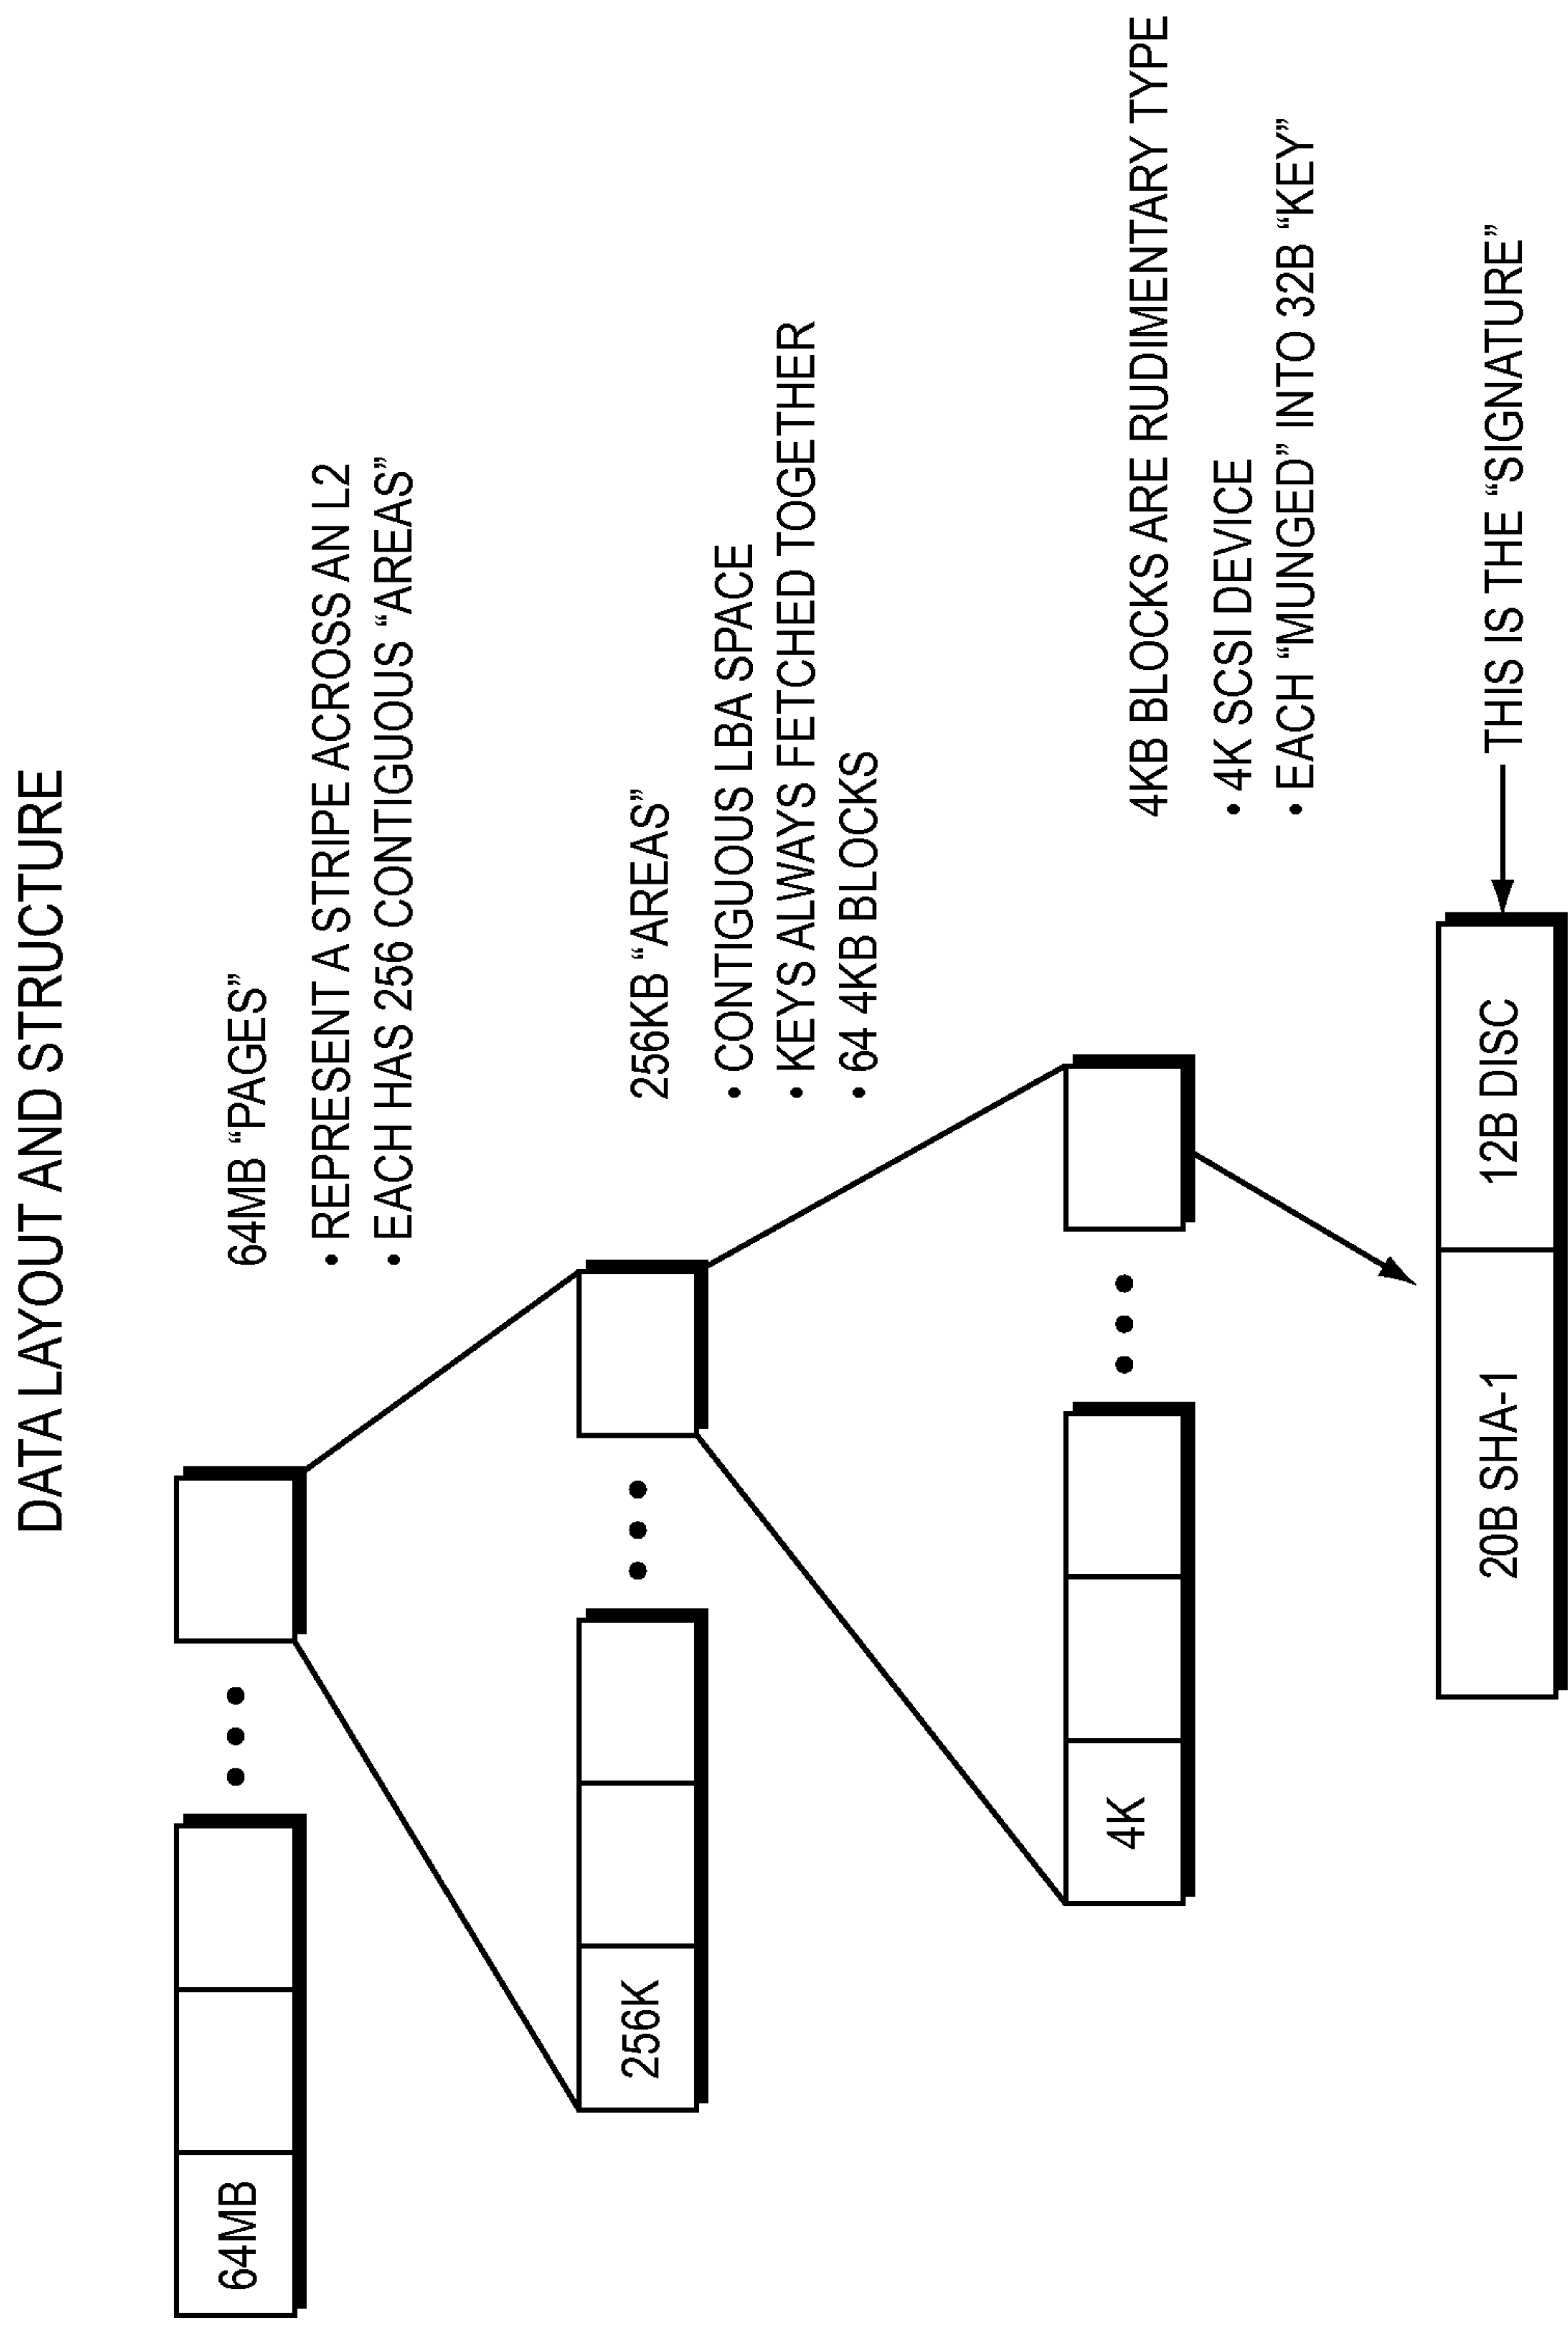 DATA LAYOUT AND STRUCTURE
64MB
64MB “PAGES”
• REPRESENT A STRIPE ACROSS AN L2
• EACH HAS 256 CONTIGUOUS “AREAS”
256K
256KB “AREAS”
• CONTIGUOUS LBA SPACE
• KEYS ALWAYS FETCHED TOGETHER
• 64 4KB BLOCKS
4K
4KB BLOCKS ARE RUDIMENTARY TYPE
• 4K SCSI DEVICE
• EACH “MUNGED” INTO 32B “KEY”
20B SHA-1
12B DISC
THIS IS THE “SIGNATURE”